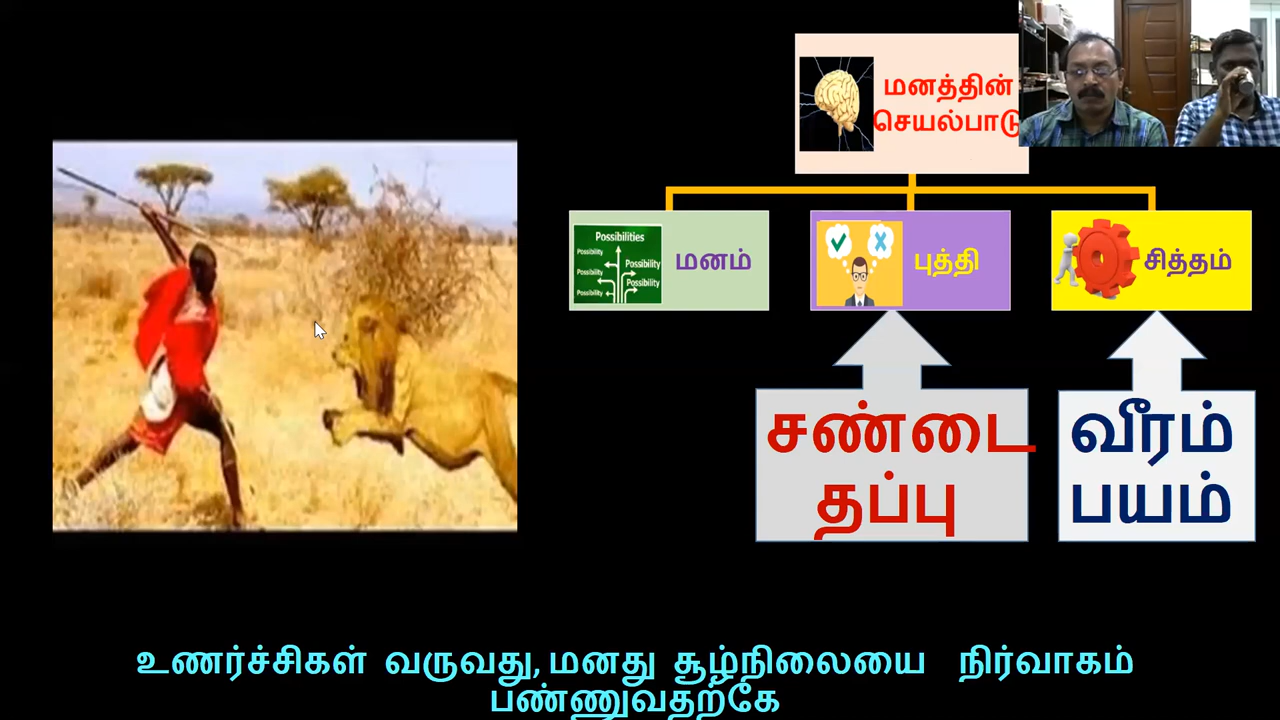 மனத்தின்
செயல்பாடு
Possibilities
Possibility
Possibility
Possibility
Possibility
Possibility
மனம்
புத்தி
சித்தம்
சண்டை
தப்பு
வீரம்
பயம்
உணர்ச்சிகள் வருவது, மனது சூழ்நிலையை நிர்வாகம்
பண்ணுவதற்கே